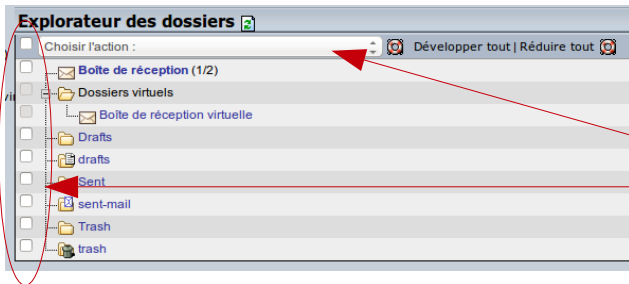 Explorateur des dossiers
Choisir l'action : Développer tout | Réduire tout
Boîte de réception (1/2)
Dossiers virtuels
Boîte de réception virtuelle
Drafts
drafts
Sent
sent-mail
Trash
trash